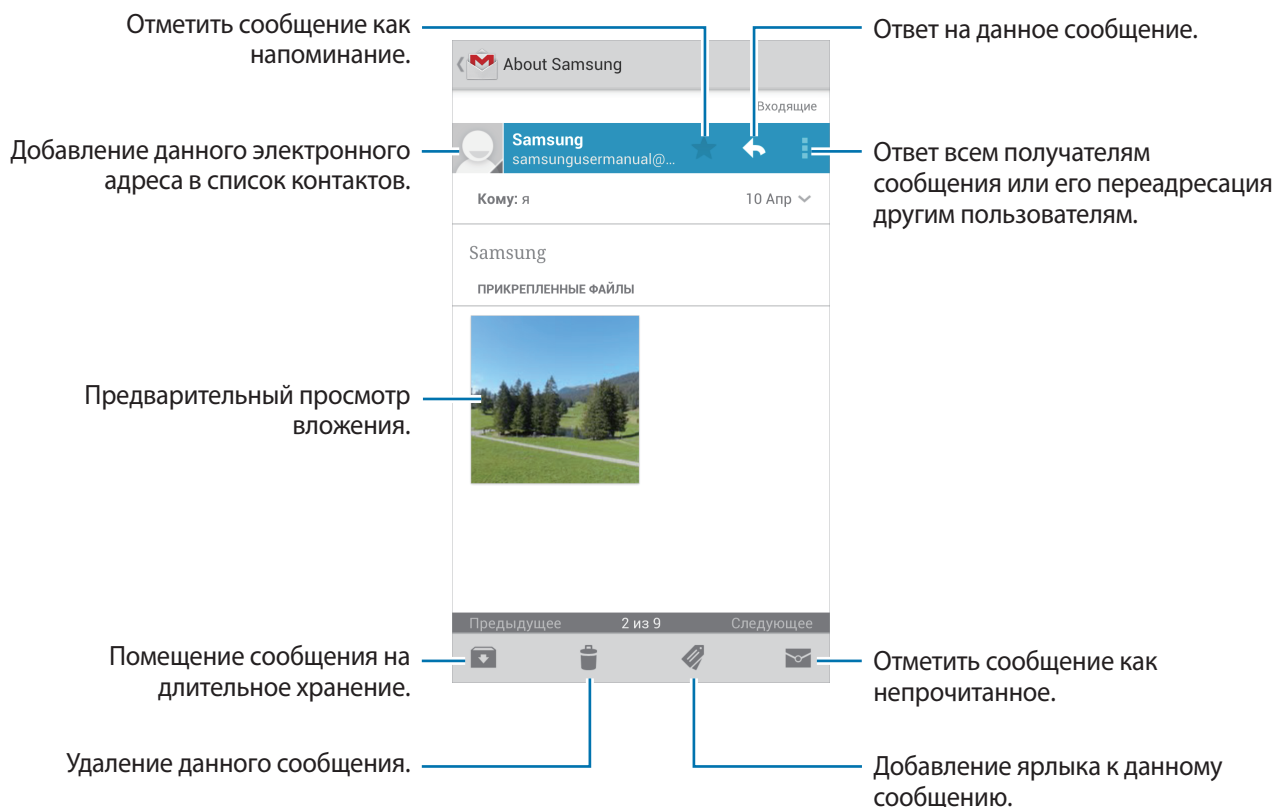 Отметить сообщение как
напоминание.
Ответ на данное сообщение.
About Samsung
Входящие
Добавление данного электронного
адреса в список контактов.
Samsung
samsungusermanual@...
Ответ всем получателям
сообщения или его переадресация
другим пользователям.
Кому: я
10 Апр
Samsung
ПРИКРЕПЛЕННЫЕ ФАЙЛЫ
Предварительный просмотр
вложения.
Предыдущее 2 из 9 Следующее
Помещение сообщения на
длительное хранение.
Отметить сообщение как
непрочитанное.
Удаление данного сообщения.
Добавление ярлыка к данному
сообщению.